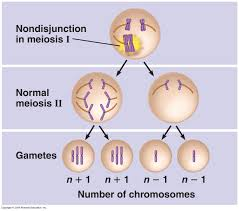 Nondisjunction
in meiosis I
Normal
meiosis II
Gametes
n + 1 n + 1 n – 1 n – 1
Number of chromosomes